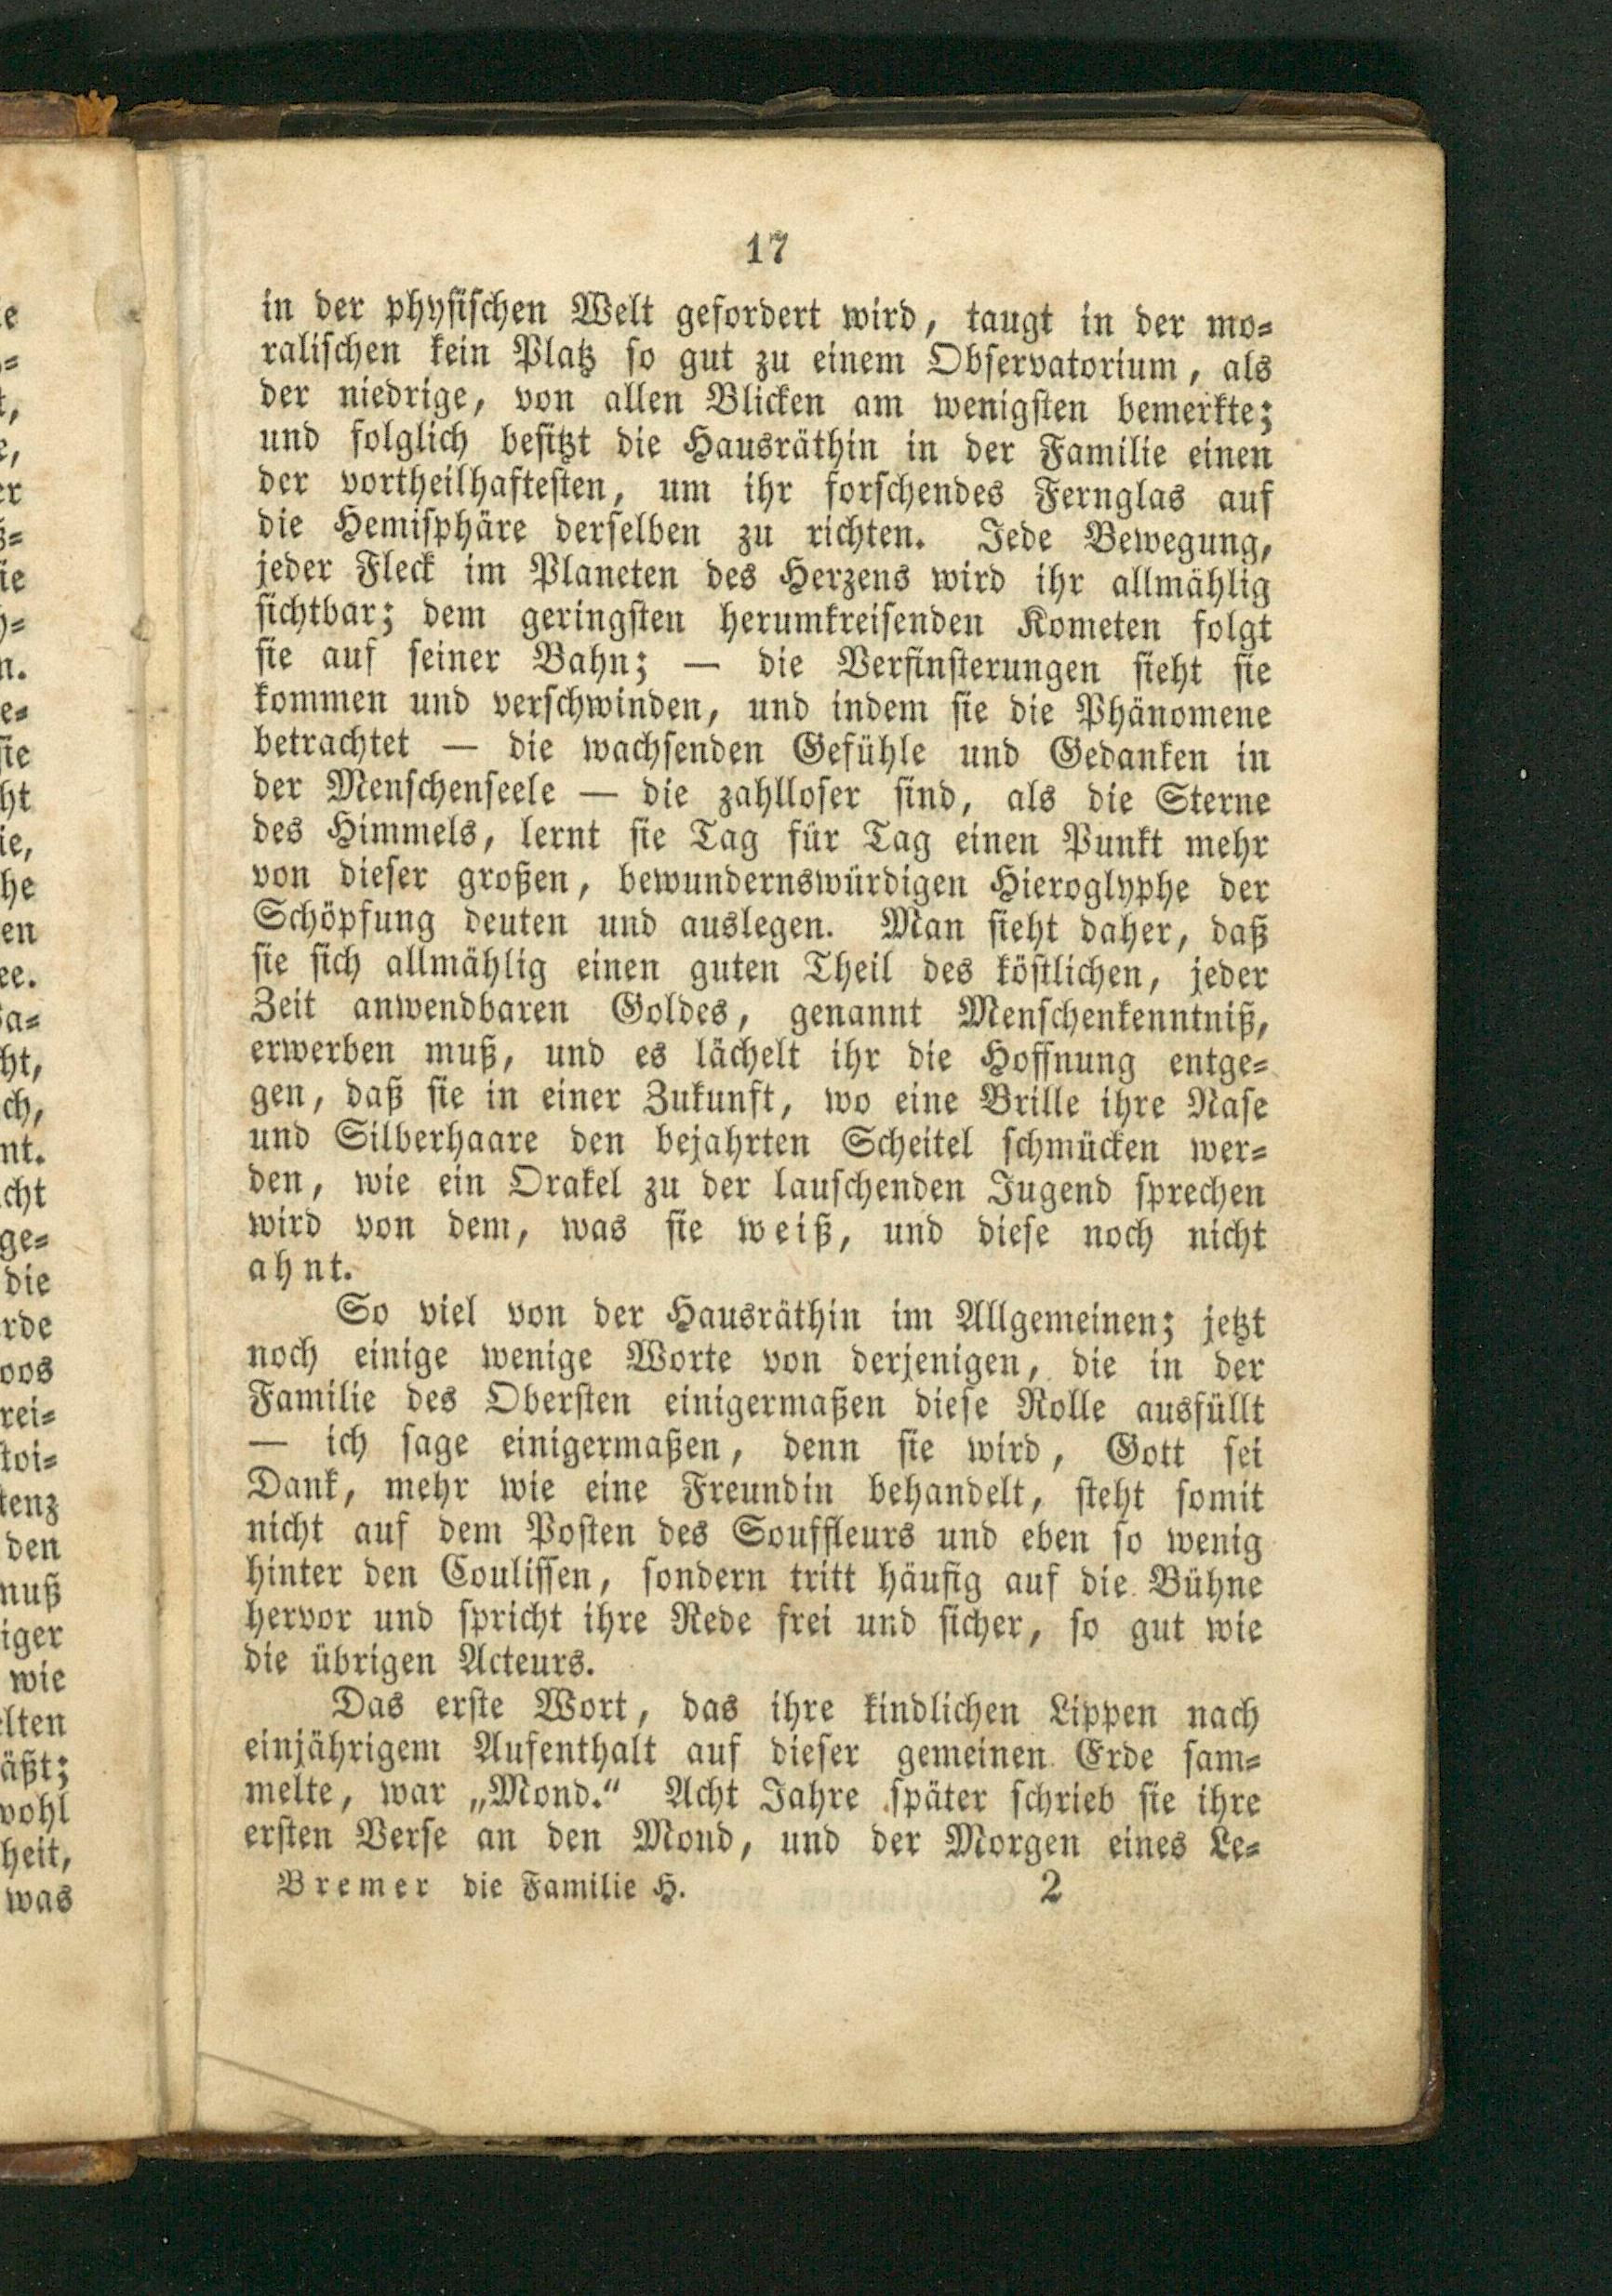 17
in der physischen Welt gefordert wird, taugt in der mo-
ralischen kein Platz so gut zu einem Observatorium, als
der niedrige, von allen Blicken am wenigsten bemerkte;
und folglich besitzt die Hausräthin in der Familie einen
der vortheilhaftesten, um ihr forschendes Fernglas auf
die Hemisphäre derselben zu richten. Jede Bewegung,
jeder Fleck im Planeten des Herzens wird ihr allmählig
sichtbar; dem geringsten herumkreisenden Kometen folgt
sie auf seiner Bahn; — die Verfinsterungen sieht sie
kommen und verschwinden, und indem sie die Phänomene
betrachtet — die wachsenden Gefühle und Gedanken in
der Menschenseele — die zahlloser sind, als die Sterne
des Himmels, lernt sie Tag für Tag einen Punkt mehr
von dieser großen, bewundernswürdigen Hieroglyphe der
Schöpfung deuten und auslegen. Man sieht daher, daß
sie sich allmählig einen guten Theil des köstlichen, jeder
Zeit anwendbaren Goldes, genannt Menschenkenntniß,
erwerben muß, und es lächelt ihr die Hoffnung entge-
gen, daß sie in einer Zukunft, wo eine Brille ihre Nase
und Silberhaare den bejahrten Scheitel schmücken wer-
den, wie ein Orakel zu der lauschenden Jugend sprechen
wird von dem, was sie weiß, und diese noch nicht
ahnt.
So viel von der Hausräthin im Allgemeinen; jetzt
noch einige wenige Worte von derjenigen, die in der
Familie des Obersten einigermaßen diese Rolle ausfüllt
— ich sage einigermaßen, denn sie wird, Gott sei
Dank, mehr wie eine Freundin behandelt, steht somit
nicht auf dem Posten des Souffleurs und eben so wenig
hinter den Coulissen, sondern tritt häufig auf die Bühne
hervor und spricht ihre Rede frei und sicher, so gut wie
die übrigen Acteurs.
Das erste Wort, das ihre kindlichen Lippen nach
einjährigem Aufenthalt auf dieser gemeinen Erde sam-
melte, war „Mond.“ Acht Jahre später schrieb sie ihre
ersten Verse an den Mond, und der Morgen eines Le-
Bremer die Familie H. 2